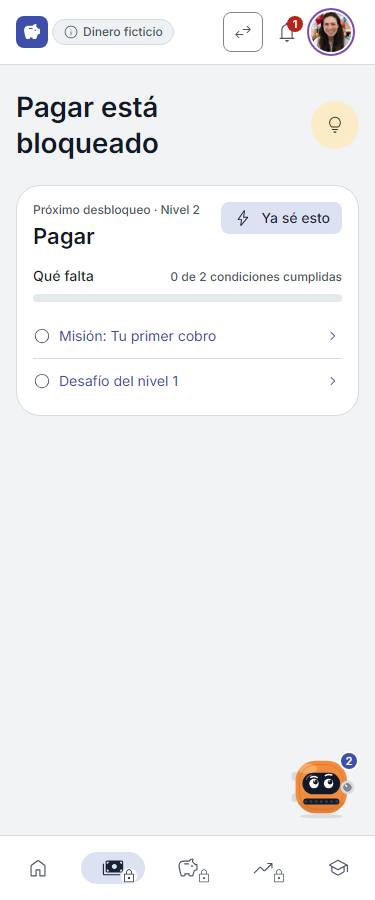 Dinero ficticio
1
Pagar está
bloqueado
Próximo desbloqueo · Nivel 2
Ya sé esto
Pagar
Qué falta
0 de 2 condiciones cumplidas
Misión: Tu primer cobro
Desafío del nivel 1
2